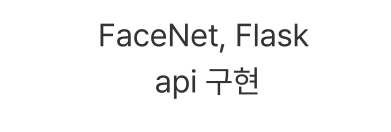 FaceNet, Flask
api 구현